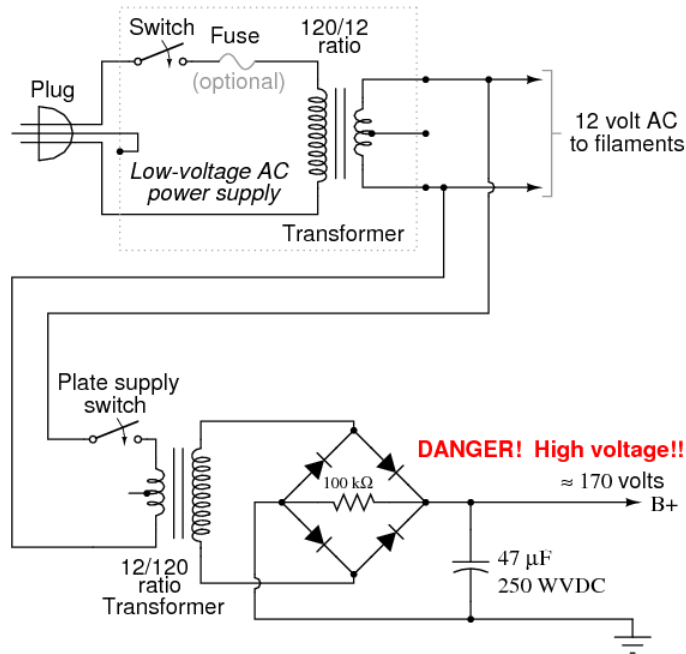 Switch
Fuse
(optional)
120/12
ratio
Plug
12 volt AC
to filaments
Low-voltage AC
power supply
Transformer
Plate supply
switch
DANGER!  High voltage!!
100 kΩ
≈ 170 volts
B+
12/120
ratio
Transformer
47 µF
250 WVDC